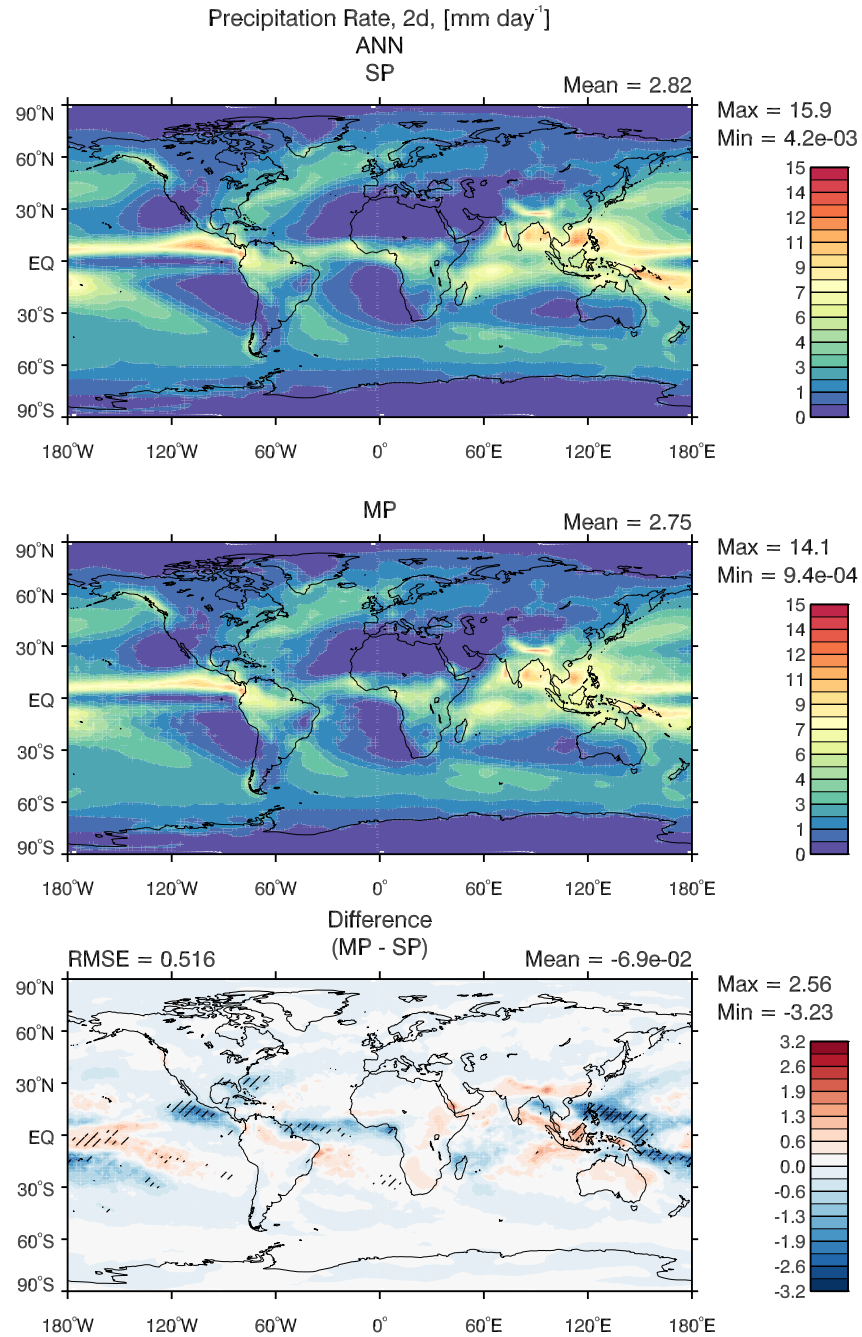 Precipitation Rate, 2d, [mm day⁻¹]
ANN
SP
Mean = 2.82
Max = 15.9
Min = 4.2e-03
90°N
60°N
30°N
EQ
30°S
60°S
90°S
180°W 120°W 60°W 0° 60°E 120°E 180°E
15
14
12
11
9
7
6
4
3
1
0
MP
Mean = 2.75
Max = 14.1
Min = 9.4e-04
90°N
60°N
30°N
EQ
30°S
60°S
90°S
180°W 120°W 60°W 0° 60°E 120°E 180°E
15
14
12
11
9
7
6
4
3
1
0
Difference
(MP - SP)
RMSE = 0.516
Mean = -6.9e-02
Max = 2.56
Min = -3.23
90°N
60°N
30°N
EQ
30°S
60°S
90°S
180°W 120°W 60°W 0° 60°E 120°E 180°E
3.2
2.6
1.9
1.3
0.6
0.0
-0.6
-1.3
-1.9
-2.6
-3.2